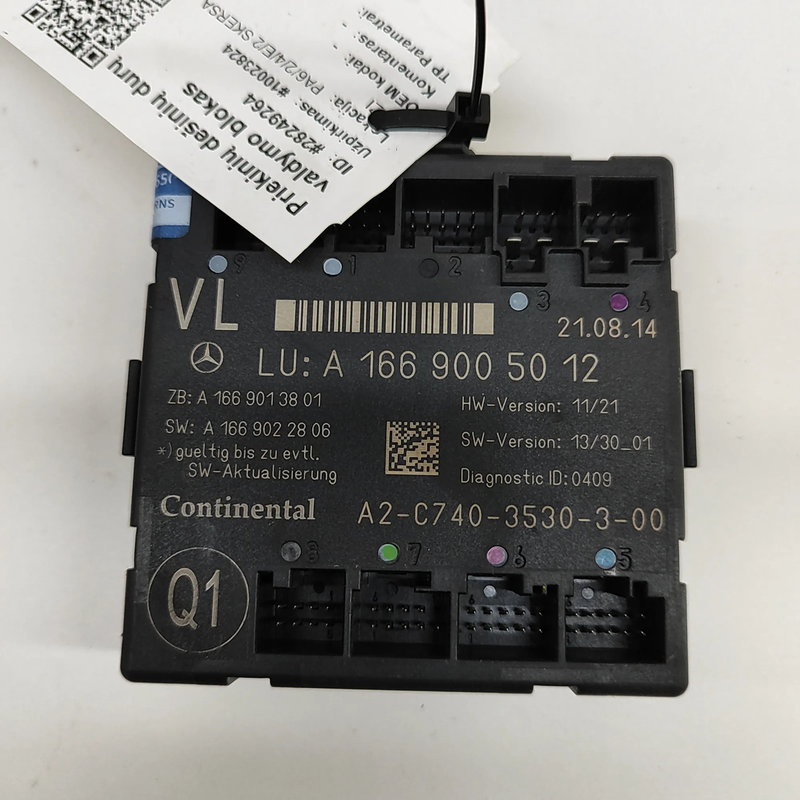 Priekinių dešinių durų
valdymo blokas
ID: #28249264
Užpirkimas: #10023924
Lokacija: PA6/2/4/E/2 SKERSA
OEM kodai:
Komentaras:
TP Parametrai:
9 1 2 3 4
VL
21.08.14
LU: A 166 900 50 12
ZB: A 166 901 38 01
HW-Version: 11/21
SW: A 166 902 28 06
SW-Version: 13/30_01
*) gueltig bis zu evtl.
SW-Aktualisierung
Diagnostic ID: 0409
Continental
A2-C740-3530-3-00
8 7 6 5
Q1